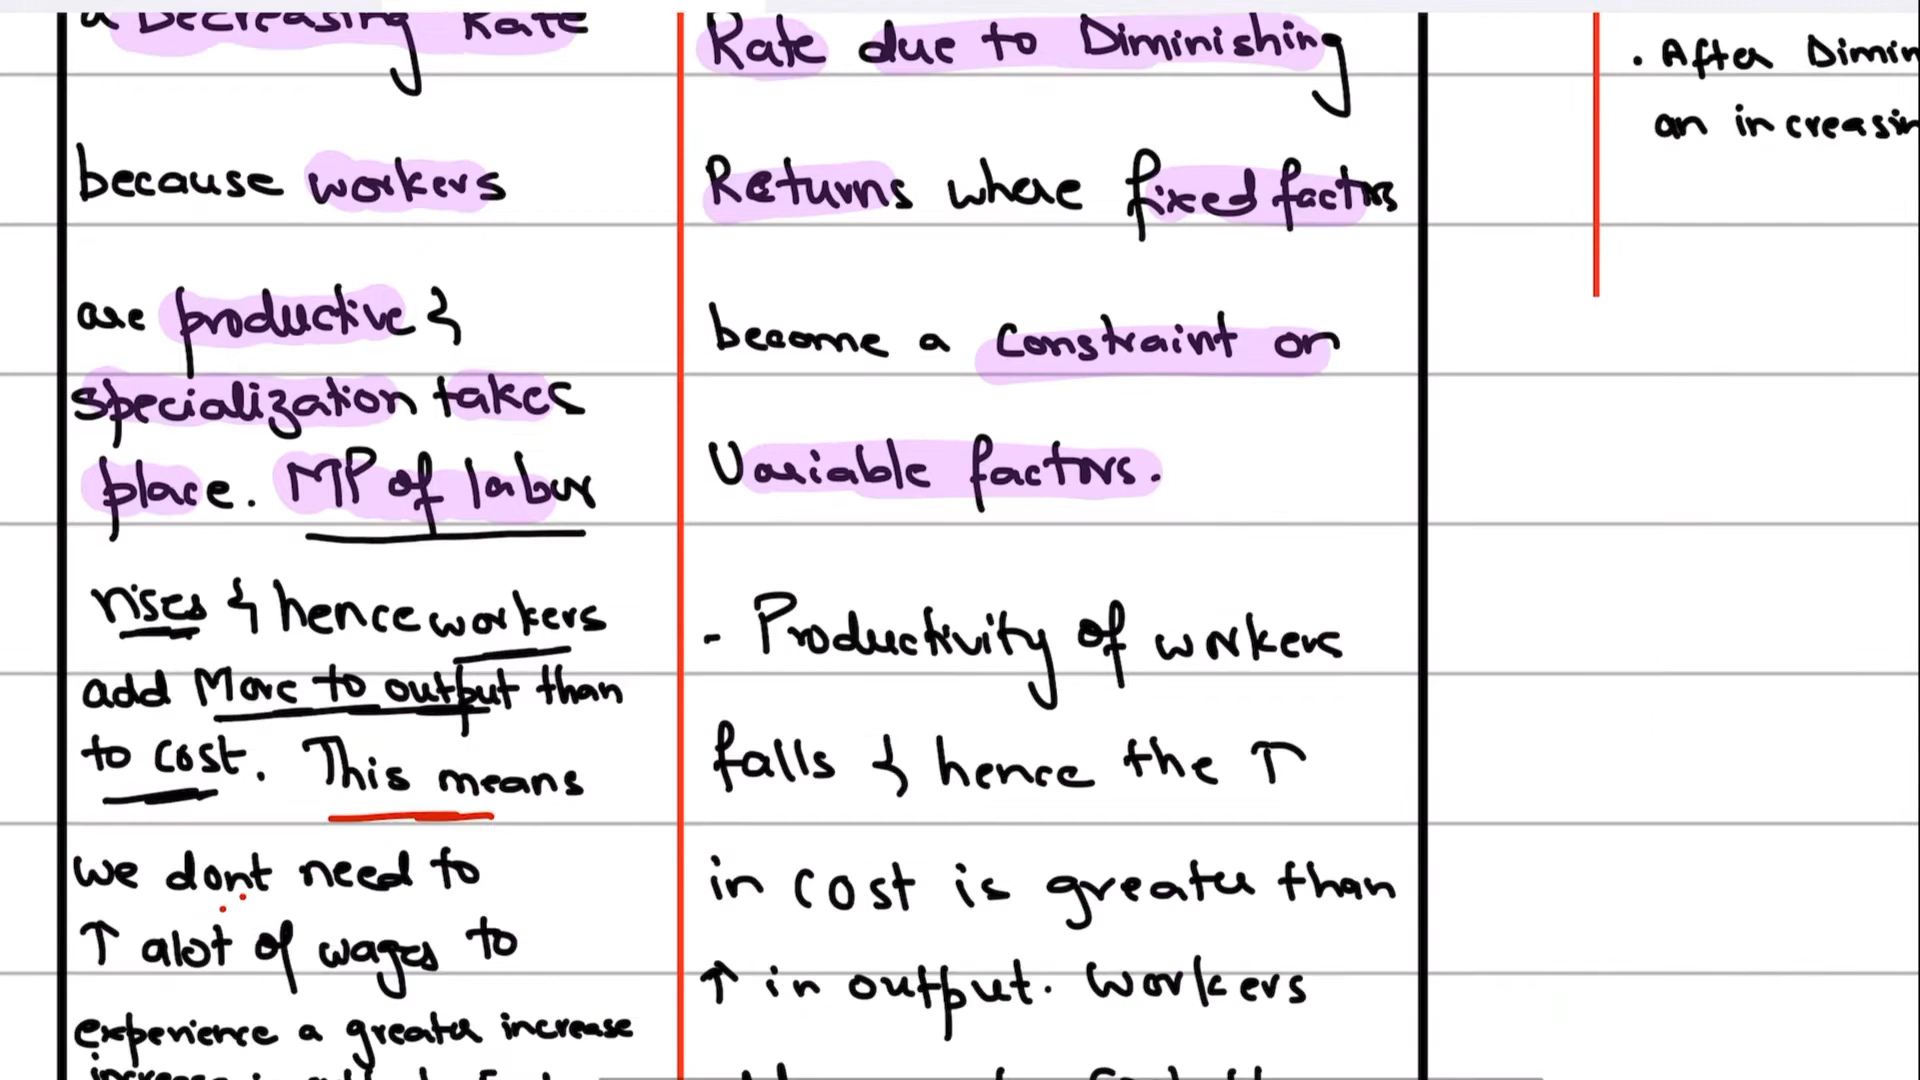 a Decreasing Rate
because workers
are productive &
specialization takes
place. MP of labor
rises & hence workers
add More to output than
to cost. This means
we dont need to
↑ alot of wages to
experience a greater increase
Rate due to Diminishing
Returns where fixed factors
become a Constraint on
Variable factors.
- Productivity of workers
falls & hence the ↑
in cost is greater than
↑ in output. Workers
. After Dimin
an increasin